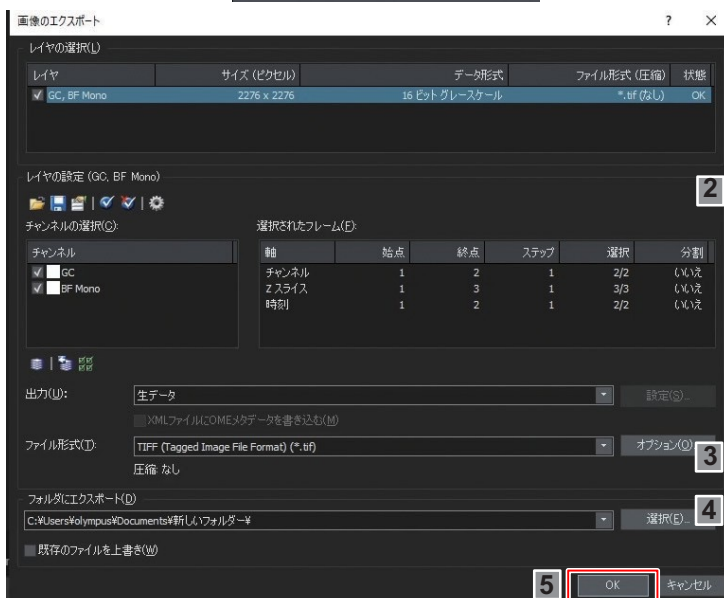 画像のエクスポート ? ×
レイヤの選択(L)
レイヤ サイズ (ピクセル) データ形式 ファイル形式 (圧縮) 状態
GC, BF Mono 2276 x 2276 16 ビット グレースケール *.tif (なし) OK
レイヤの設定 (GC, BF Mono)
2
チャンネルの選択(C): 選択されたフレーム(F):
チャンネル 軸 始点 終点 ステップ 選択 分割
GC チャンネル 1 2 1 2/2 いいえ
BF Mono Z スライス 1 3 1 3/3 いいえ
時刻 1 2 1 2/2 いいえ
出力(U): 生データ 設定(S)...
XMLファイルにOMEメタデータを書き込む(M)
ファイル形式(T): TIFF (Tagged Image File Format) (*.tif) オプション(O)...
3
圧縮: なし
フォルダにエクスポート(D)
C:¥Users¥olympus¥Documents¥新しいフォルダー¥ 選択(E)... 4
既存のファイルを上書き(W)
5 OK キャンセル